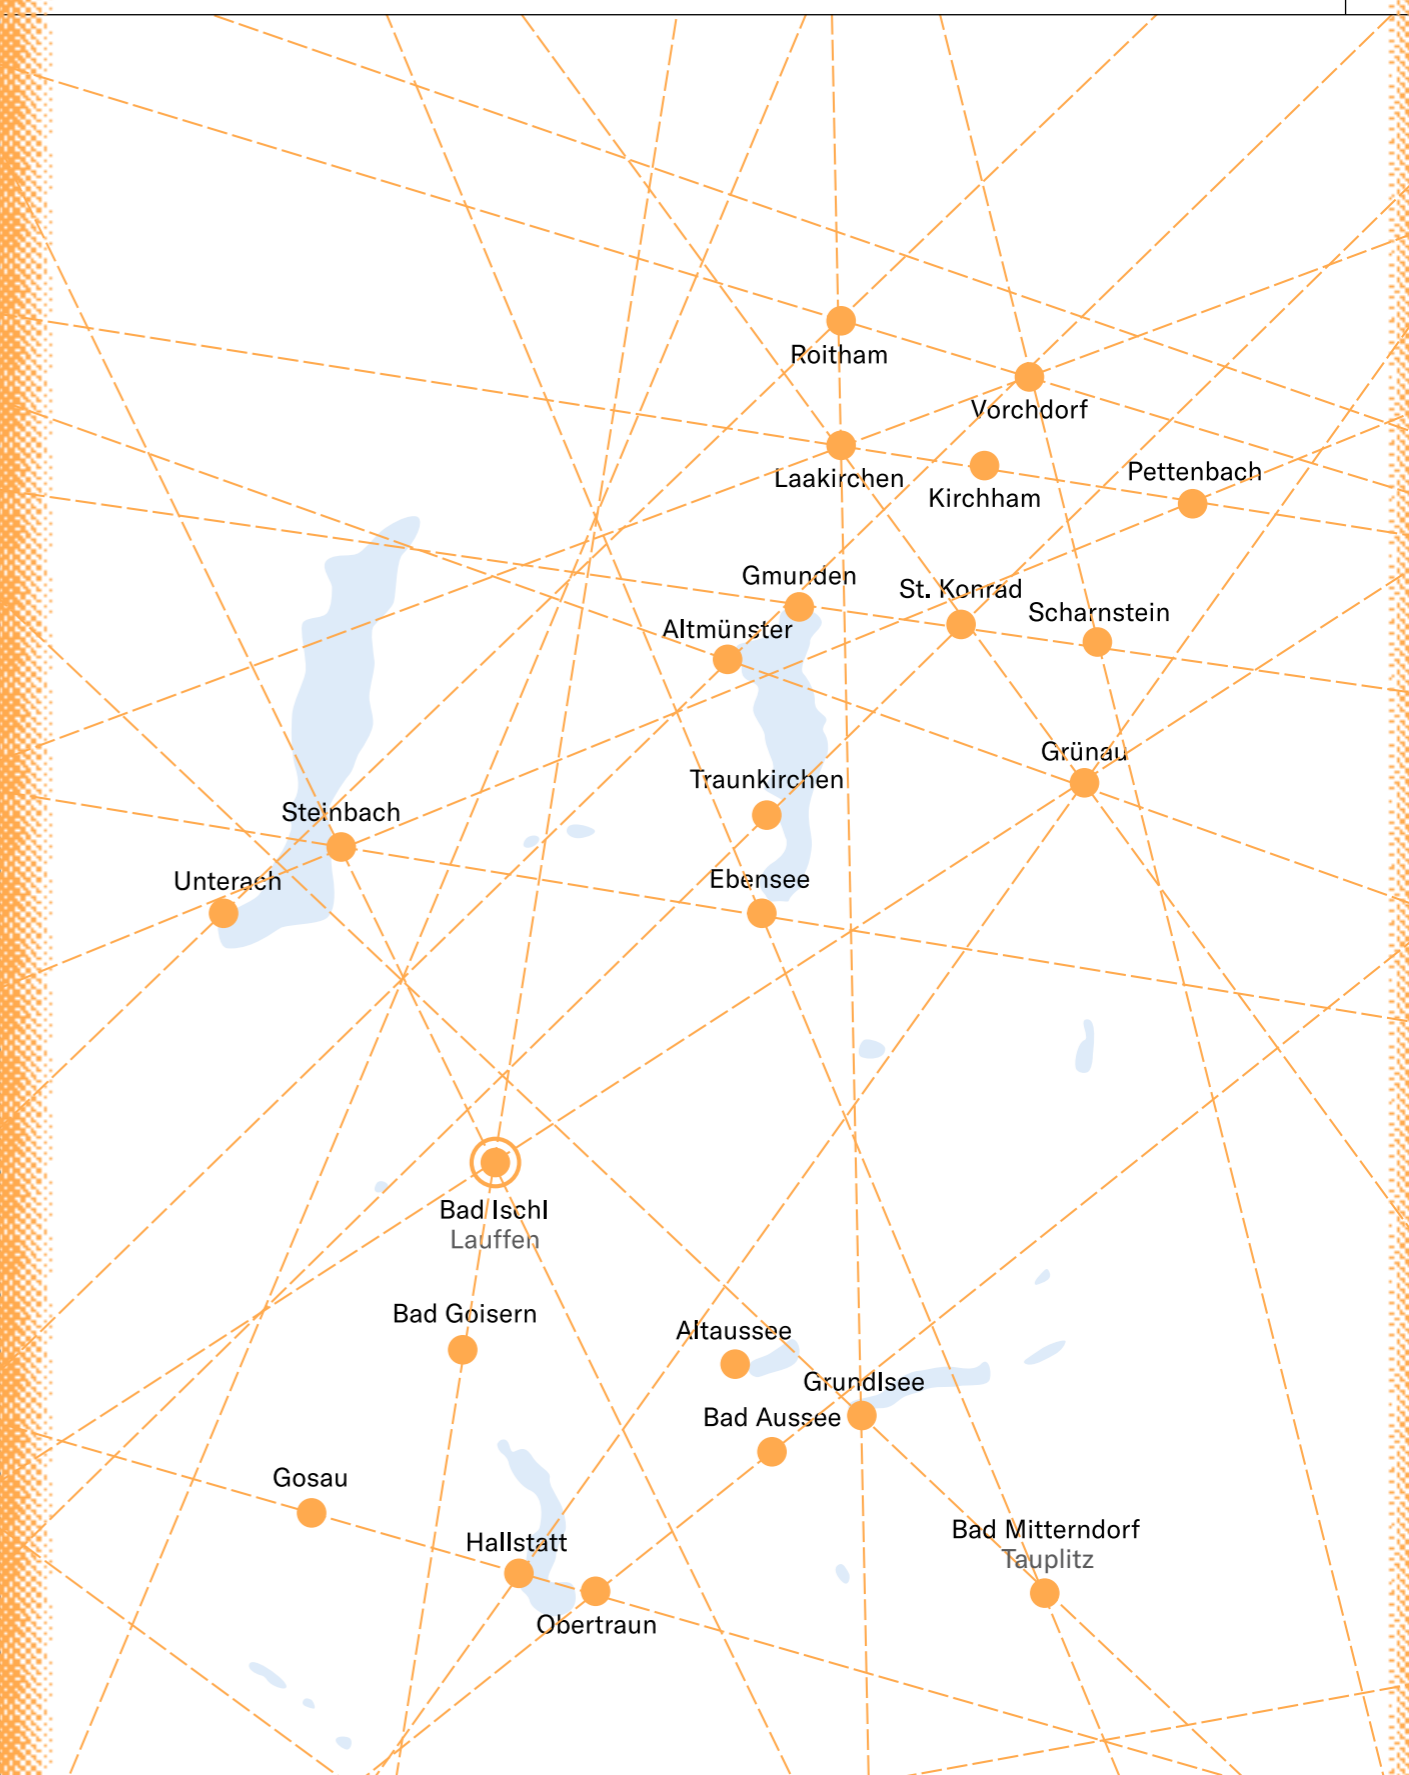 Roitham
Vorchdorf
Laakirchen
Kirchham
Pettenbach
Gmunden
St. Konrad
Scharnstein
Altmünster
Grünau
Traunkirchen
Steinbach
Unterach
Ebensee
Bad Ischl
Lauffen
Bad Goisern
Altaussee
Grundlsee
Bad Aussee
Gosau
Hallstatt
Bad Mitterndorf
Tauplitz
Obertraun